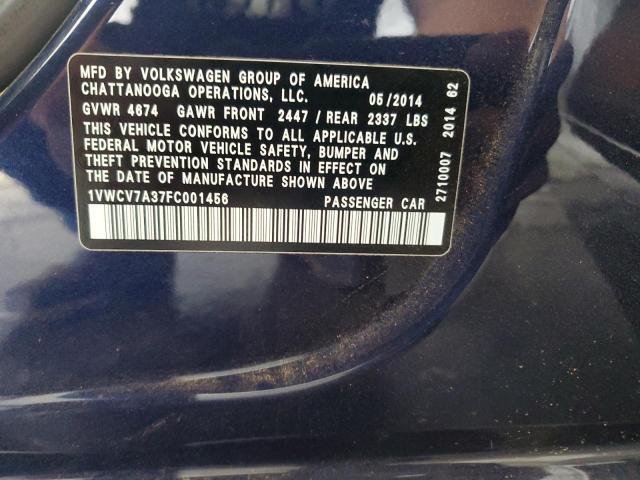 MFD BY VOLKSWAGEN GROUP OF AMERICA
CHATTANOOGA OPERATIONS, LLC. 05/2014
GVWR 4674 GAWR FRONT 2447 / REAR 2337 LBS
THIS VEHICLE CONFORMS TO ALL APPLICABLE U.S.
FEDERAL MOTOR VEHICLE SAFETY, BUMPER AND
THEFT PREVENTION STANDARDS IN EFFECT ON
THE DATE OF MANUFACTURE SHOWN ABOVE
1VWCV7A37FC001456 PASSENGER CAR
2710007 2014 62